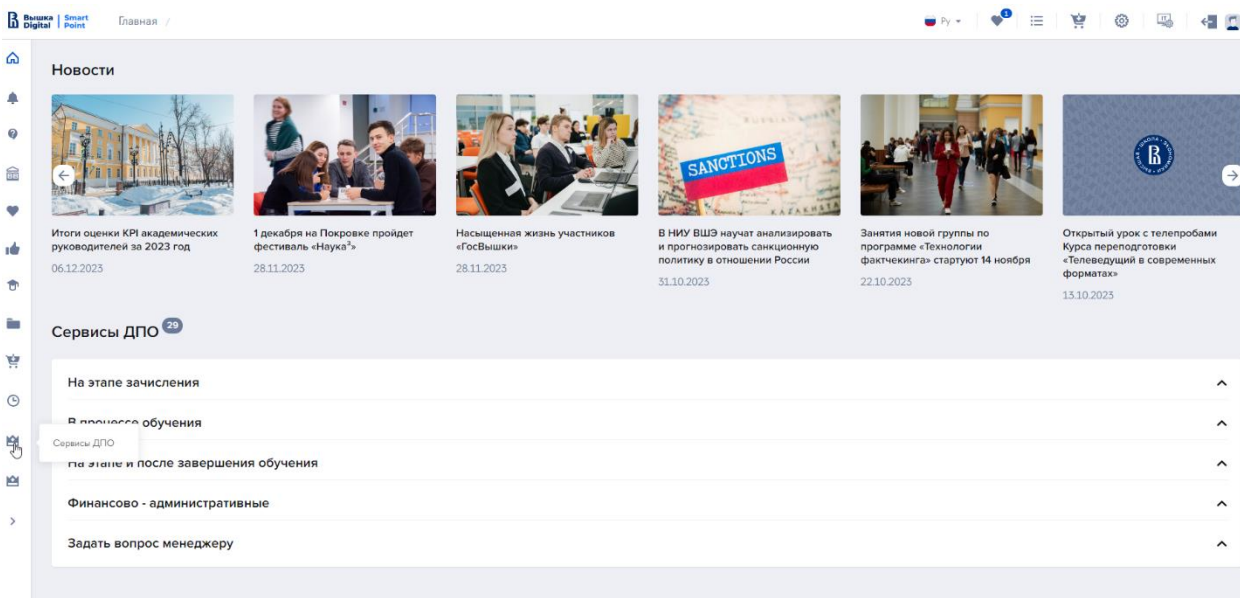 Вышка | Smart
Digital | Point
Главная /
Ру
1
Новости
SANCTIONS
Итоги оценки KPI академических
руководителей за 2023 год
06.12.2023
1 декабря на Покровке пройдет
фестиваль «Наука³»
28.11.2023
Насыщенная жизнь участников
«ГосВышки»
28.11.2023
В НИУ ВШЭ научат анализировать
и прогнозировать санкционную
политику в отношении России
31.10.2023
Занятия новой группы по
программе «Технологии
фактчекинга» стартуют 14 ноября
22.10.2023
Открытый урок с телепробами
Курса переподготовки
«Телеведущий в современных
форматах»
13.10.2023
Сервисы ДПО 29
На этапе зачисления
В процессе обучения
Сервисы ДПО
На этапе и после завершения обучения
Финансово - административные
Задать вопрос менеджеру